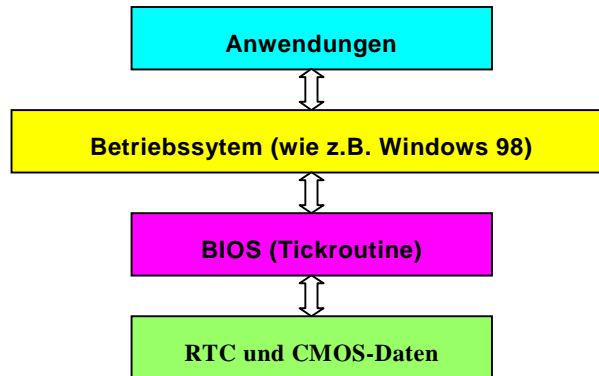 Anwendungen
Betriebssytem (wie z.B. Windows 98)
BIOS (Tickroutine)
RTC und CMOS-Daten